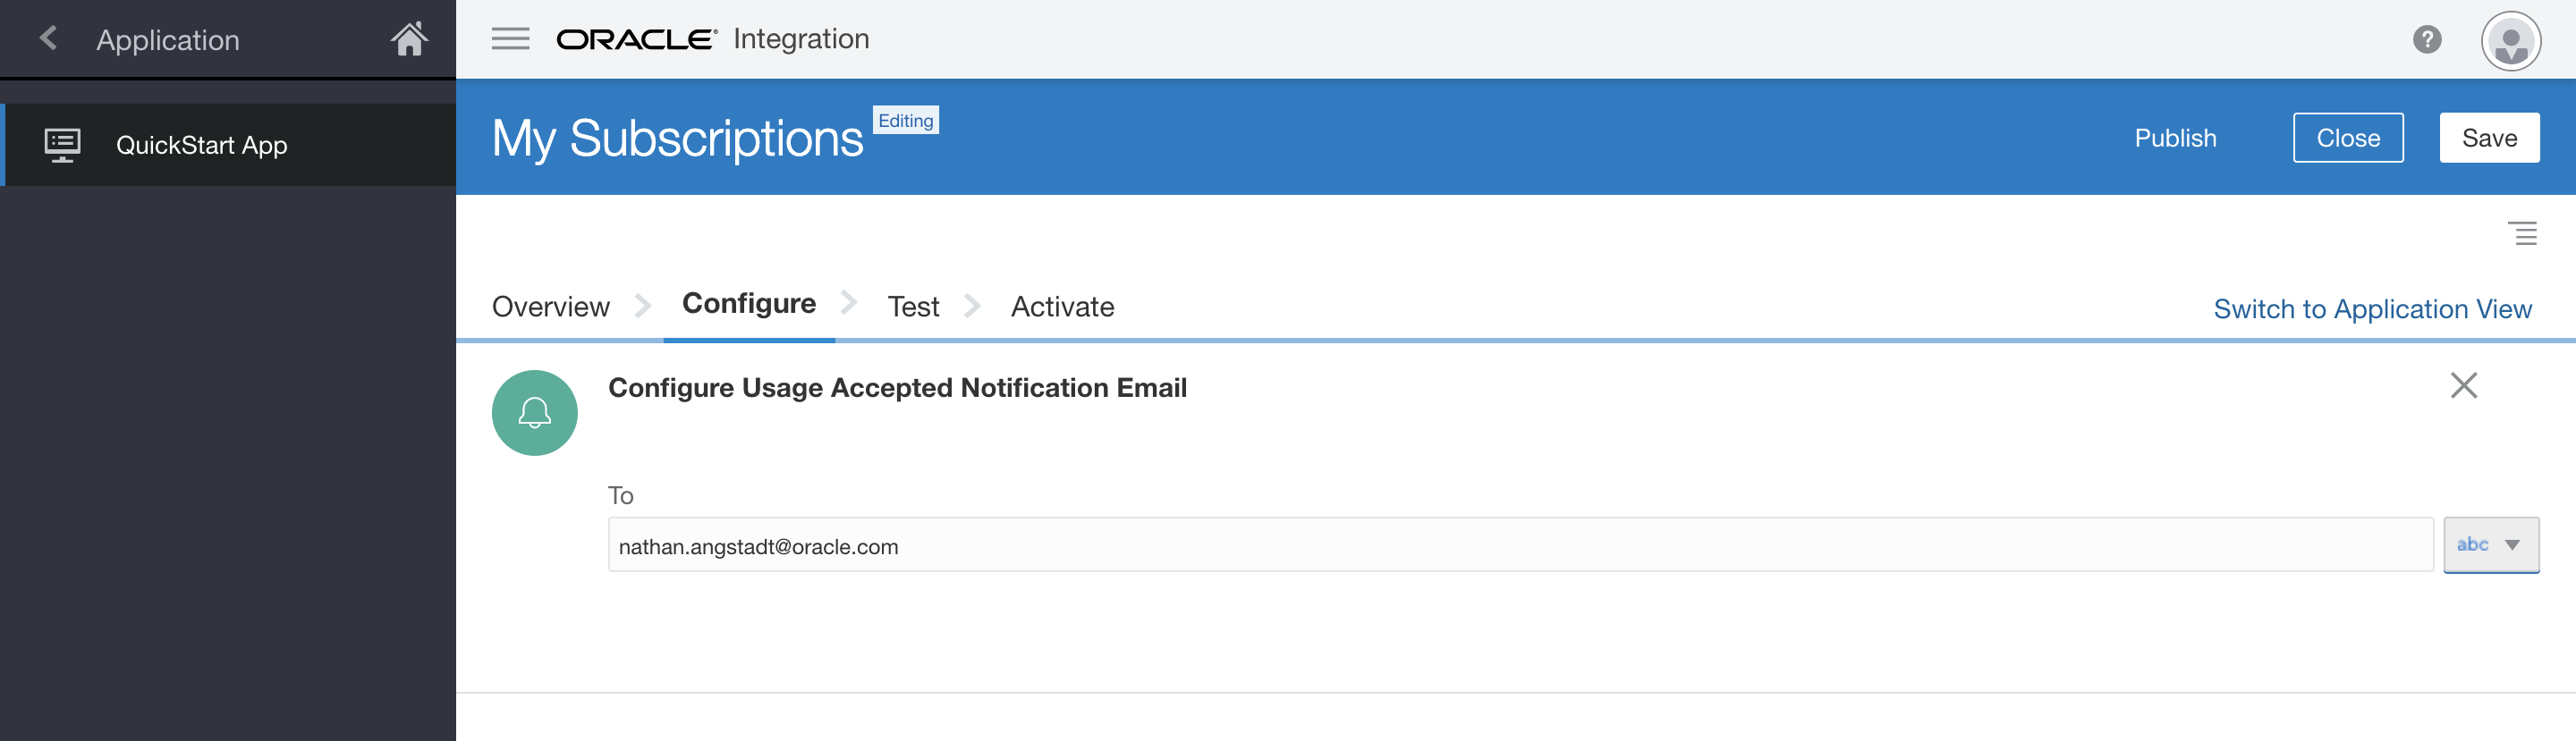 Application
QuickStart App
ORACLE® Integration
?
My Subscriptions Editing
Publish
Close
Save
Overview
Configure
Test
Activate
Switch to Application View
Configure Usage Accepted Notification Email
To
nathan.angstadt@oracle.com
abc